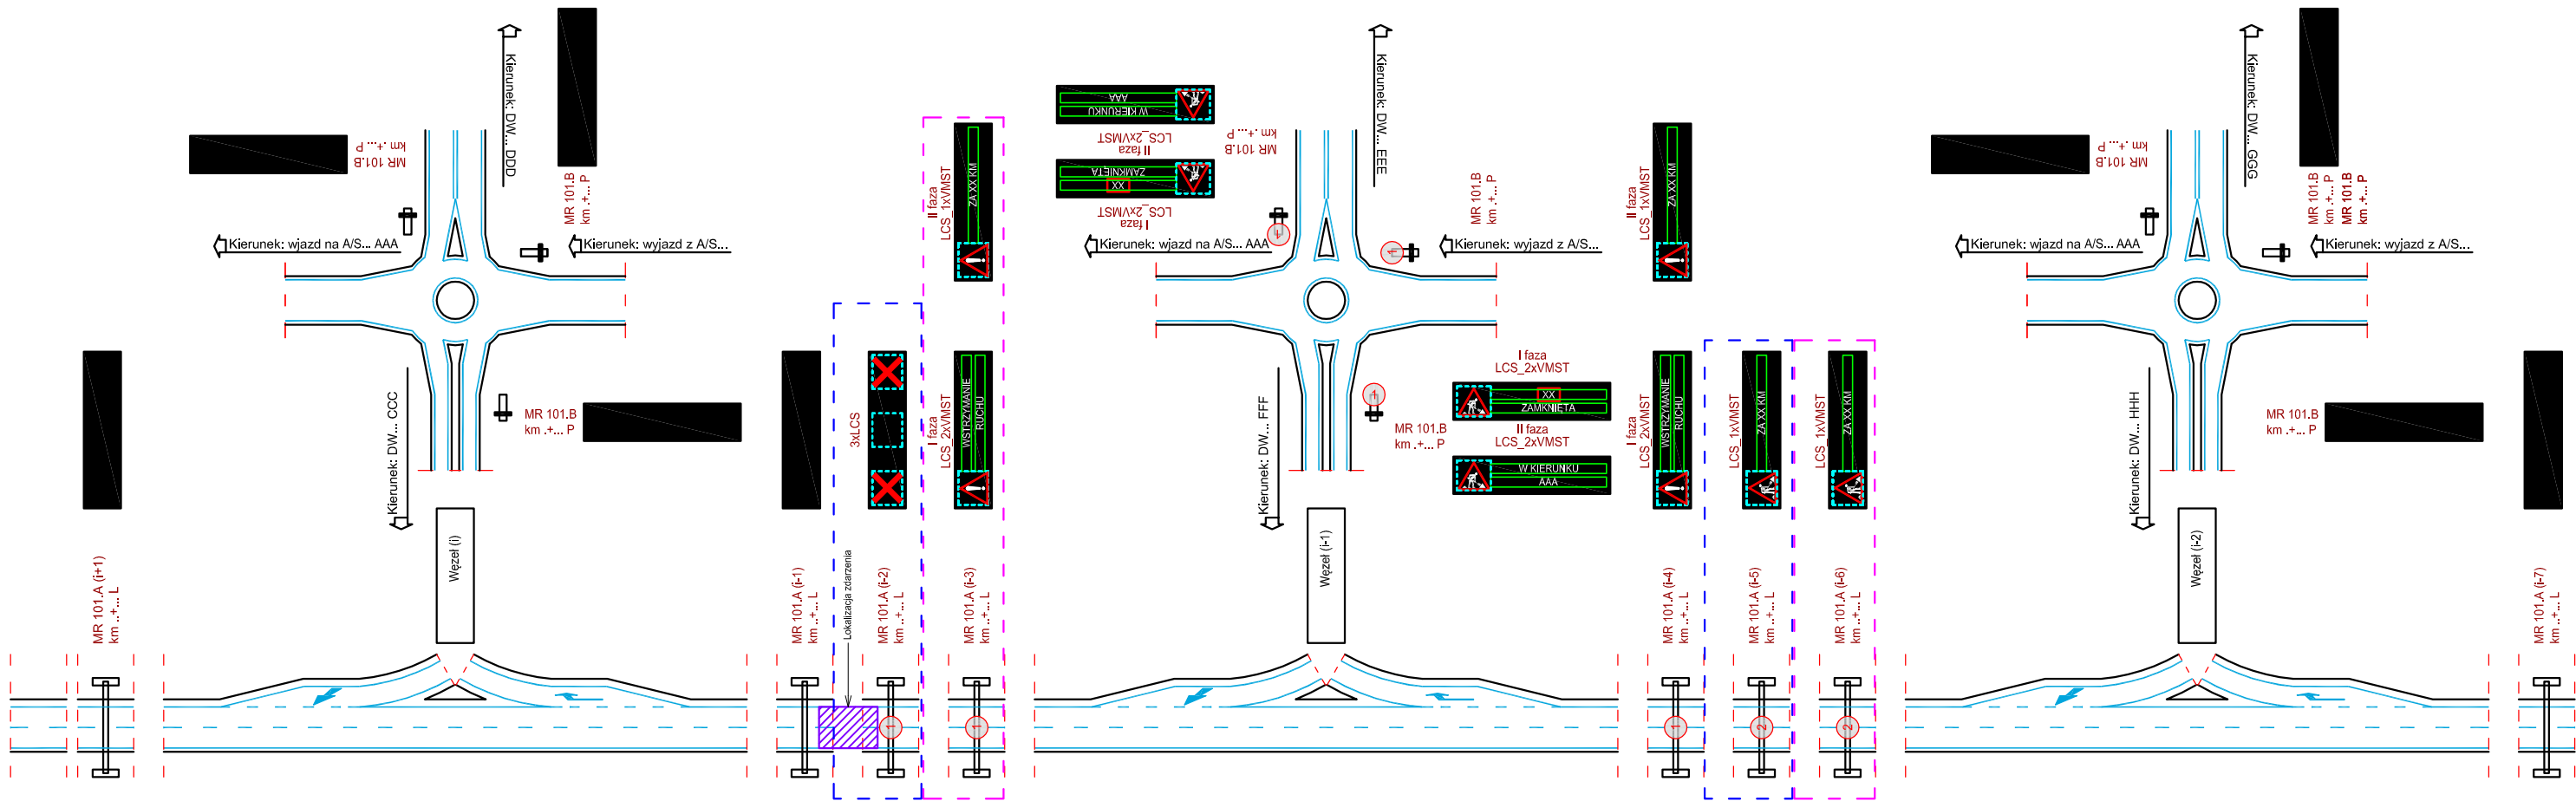 Kierunek: DW... DDD
MR 101.B
km .+... P
MR 101.B
km .+... P
Kierunek: wjazd na A/S... AAA
Kierunek: wyjazd z A/S...
Kierunek: DW... CCC
MR 101.B
km .+... P
Węzeł (i)
MR 101.A (i+1)
km ..+... L
MR 101.A (i-1)
km ..+... L
Lokalizacja zdarzenia
3xLCS
MR 101.A (i-2)
km ..+... L
1
II faza
LCS_1xVMST
ZA XX KM
I faza
LCS_2xVMST
WSTRZYMANIE
RUCHU
MR 101.A (i-3)
km ..+... L
1
W KIERUNKU
AAA
II faza
LCS_2xVMST
XX
ZAMKNIĘTA
I faza
LCS_2xVMST
MR 101.B
km .+... P
Kierunek: DW... EEE
MR 101.B
km .+... P
Kierunek: wjazd na A/S... AAA
1
1
Kierunek: wyjazd z A/S...
Kierunek: DW... FFF
1
MR 101.B
km .+... P
I faza
LCS_2xVMST
XX
ZAMKNIĘTA
II faza
LCS_2xVMST
W KIERUNKU
AAA
Węzeł (i-1)
II faza
LCS_1xVMST
ZA XX KM
I faza
LCS_2xVMST
WSTRZYMANIE
RUCHU
MR 101.A (i-4)
km ..+... L
1
LCS_1xVMST
ZA XX KM
MR 101.A (i-5)
km ..+... L
2
LCS_1xVMST
ZA XX KM
MR 101.A (i-6)
km ..+... L
2
MR 101.B
km .+... P
Kierunek: DW... GGG
MR 101.B
km .+... P
MR 101.B
km .+... P
Kierunek: wjazd na A/S... AAA
Kierunek: wyjazd z A/S...
Kierunek: DW... HHH
MR 101.B
km .+... P
Węzeł (i-2)
MR 101.A (i-7)
km ..+... L